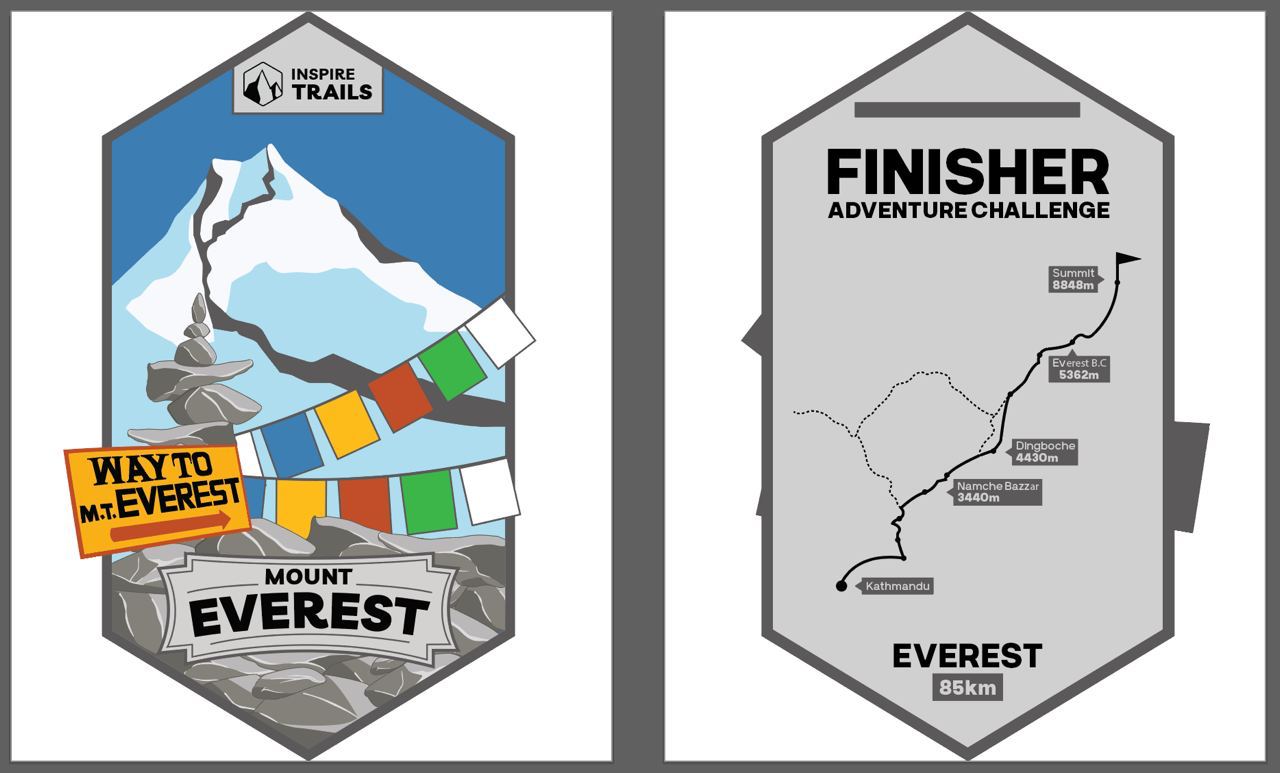 INSPIRE
TRAILS
WAY TO
M.T. EVEREST
MOUNT
EVEREST
FINISHER
ADVENTURE CHALLENGE
Summit
8848m
Everest B.C
5362m
Dingboche
4430m
Namche Bazzar
3440m
Kathmandu
EVEREST
85km